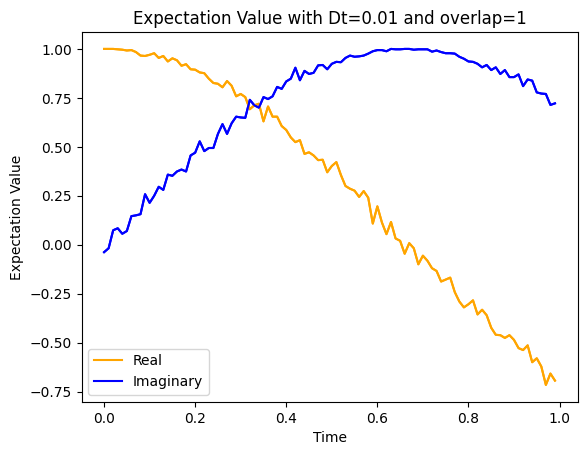 Expectation Value with Dt=0.01 and overlap=1
Expectation Value
1.00
0.75
0.50
0.25
0.00
−0.25
−0.50
−0.75
Real
Imaginary
0.0
0.2
0.4
0.6
0.8
1.0
Time